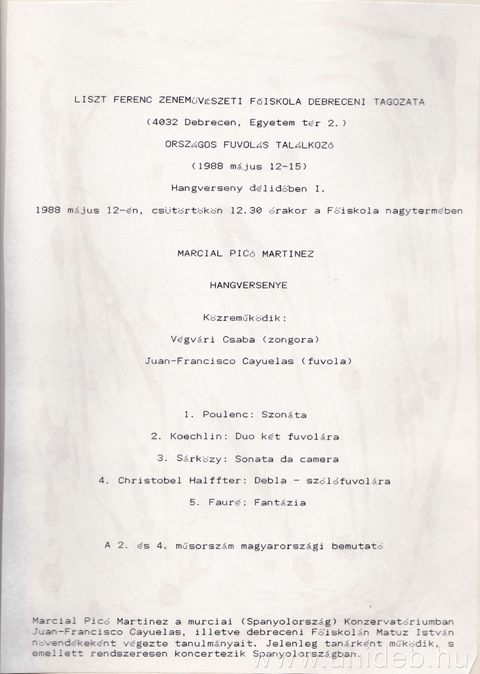 LISZT FERENC ZENEMŰVÉSZETI FŐISKOLA DEBRECENI TAGOZATA
(4032 Debrecen, Egyetem tér 2.)
ORSZÁGOS FUVOLÁS TALÁLKOZÓ
(1988 május 12-15)
Hangverseny délidőben I.
1988 május 12-én, csütörtökön 12.30 órakor a Főiskola nagytermében
MARCIAL PICÓ MARTINEZ
HANGVERSENYE
Közreműködik:
Végvári Csaba (zongora)
Juan-Francisco Cayuelas (fuvola)
1. Poulenc: Szonáta
2. Koechlin: Duo két fuvolára
3. Sárközy: Sonata da camera
4. Christobel Halffter: Debla - szólófuvolára
5. Fauré: Fantázia
A 2. és 4. műsorszám magyarországi bemutató
Marcial Picó Martinez a murciai (Spanyolország) Konzervatóriumban
Juan-Francisco Cayuelas, illetve debreceni Főiskolán Matuz István
növendékeként végezte tanulmányait. Jelenleg tanárként működik, s
emellett rendszeresen koncertezik Spanyolországban.
www.unideb.hu